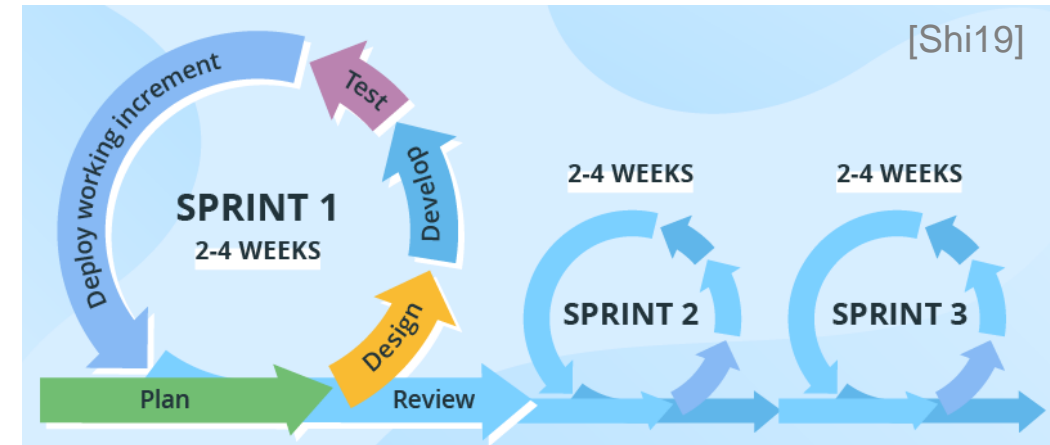 [Shi19]
Deploy working increment
Test
Develop
Design
SPRINT 1
2-4 WEEKS
Plan
Review
2-4 WEEKS
SPRINT 2
2-4 WEEKS
SPRINT 3